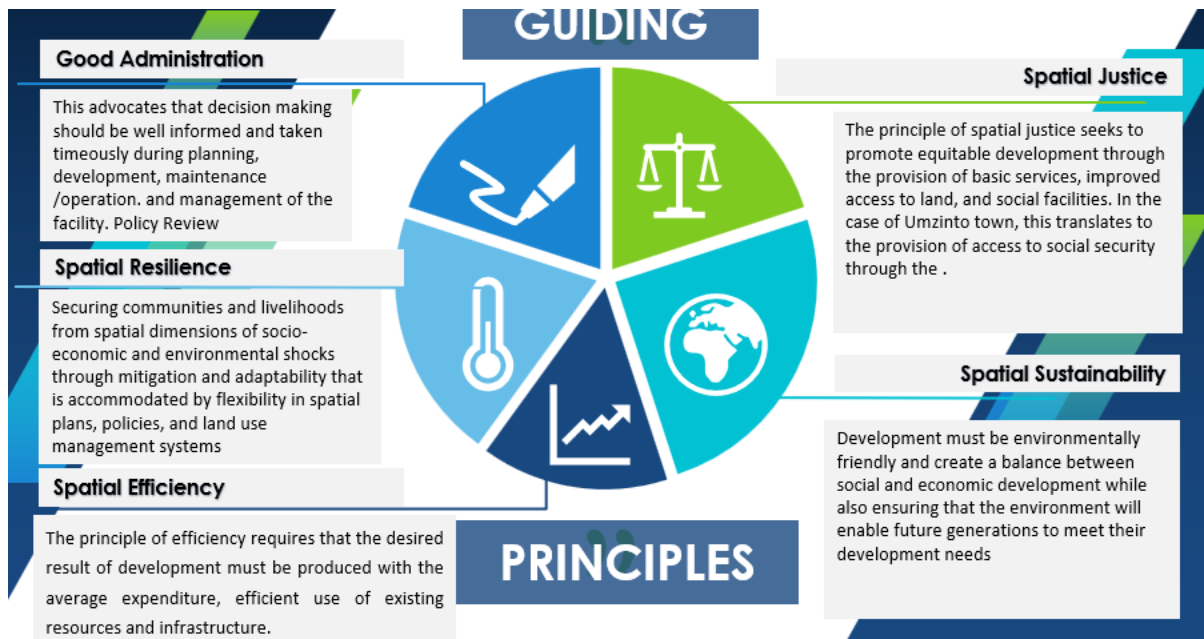 GUIDING
Good Administration
This advocates that decision making
should be well informed and taken
timeously during planning,
development, maintenance
/operation. and management of the
facility. Policy Review
Spatial Resilience
Securing communities and livelihoods
from spatial dimensions of socio-
economic and environmental shocks
through mitigation and adaptability that
is accommodated by flexibility in spatial
plans, policies, and land use
management systems
Spatial Efficiency
The principle of efficiency requires that the desired
result of development must be produced with the
average expenditure, efficient use of existing
resources and infrastructure.
Spatial Justice
The principle of spatial justice seeks to
promote equitable development through
the provision of basic services, improved
access to land, and social facilities. In the
case of Umzinto town, this translates to
the provision of access to social security
through the .
Spatial Sustainability
Development must be environmentally
friendly and create a balance between
social and economic development while
also ensuring that the environment will
enable future generations to meet their
development needs
PRINCIPLES